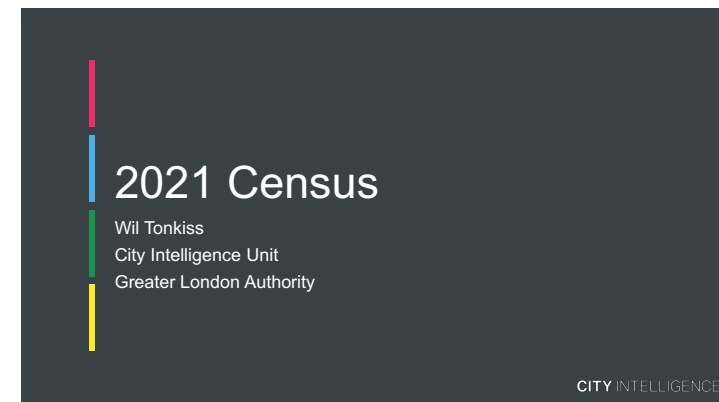 2021 Census
Wil Tonkiss
City Intelligence Unit
Greater London Authority
CITY INTELLIGENCE